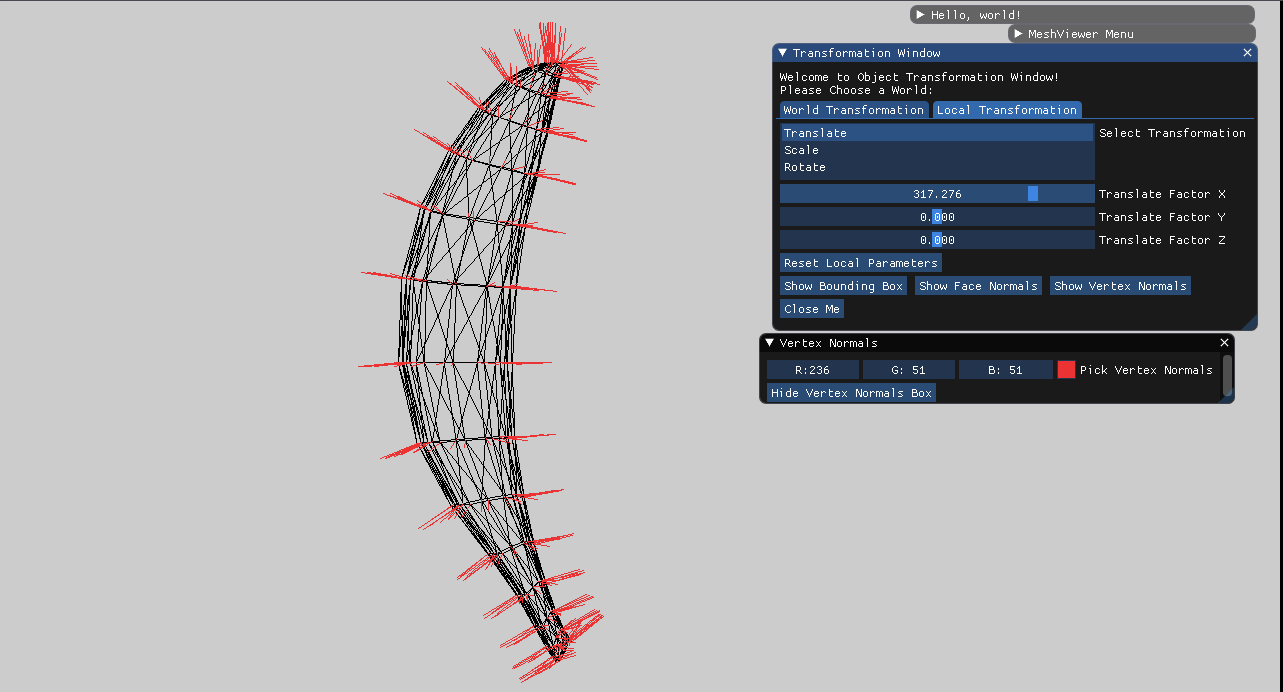 Hello, world!
MeshViewer Menu
Transformation Window
Welcome to Object Transformation Window!
Please Choose a World:
World Transformation Local Transformation
Translate Select Transformation
Scale
Rotate
317.276 Translate Factor X
0.000 Translate Factor Y
0.000 Translate Factor Z
Reset Local Parameters
Show Bounding Box Show Face Normals Show Vertex Normals
Close Me
Vertex Normals
R:236 G: 51 B: 51 Pick Vertex Normals
Hide Vertex Normals Box